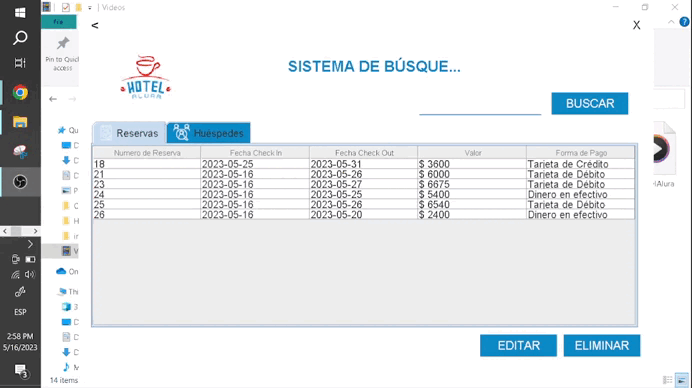 File
Videos
Pin to Quick
access
<
X
HOTEL
ALURA
SISTEMA DE BÚSQUE...
BUSCAR
Reservas
Huéspedes
Numero de Reserva Fecha Check In Fecha Check Out Valor Forma de Pago
18 2023-05-25 2023-05-31 $ 3600 Tarjeta de Crédito
21 2023-05-16 2023-05-26 $ 6000 Tarjeta de Débito
23 2023-05-16 2023-05-27 $ 6675 Tarjeta de Débito
24 2023-05-16 2023-05-25 $ 5400 Dinero en efectivo
25 2023-05-16 2023-05-26 $ 6540 Tarjeta de Débito
26 2023-05-16 2023-05-20 $ 2400 Dinero en efectivo
EDITAR
ELIMINAR
HAlura
ESP
2:58 PM
5/16/2023
3
14 items